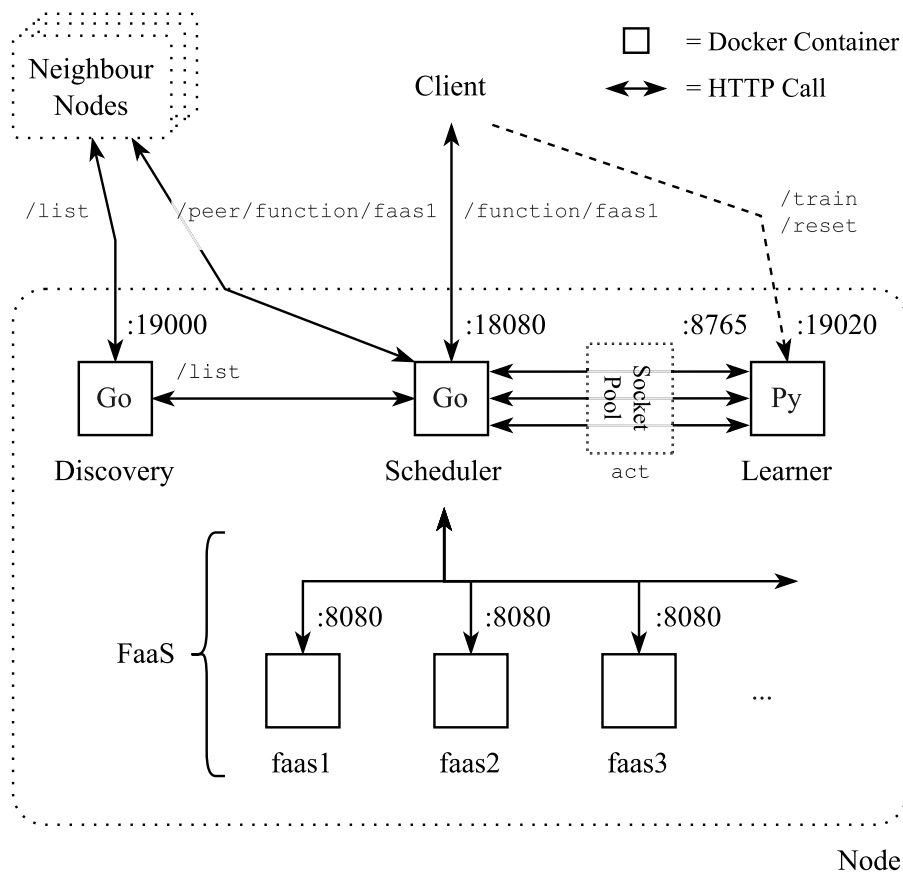 = Docker Container
= HTTP Call
Neighbour
Nodes
Client
/list
/peer/function/faas1
/function/faas1
/train
/reset
:19000
:18080
:8765
:19020
/list
Go
Go
Socket
Pool
Py
Discovery
Scheduler
act
Learner
FaaS
:8080
:8080
:8080
...
faas1
faas2
faas3
Node